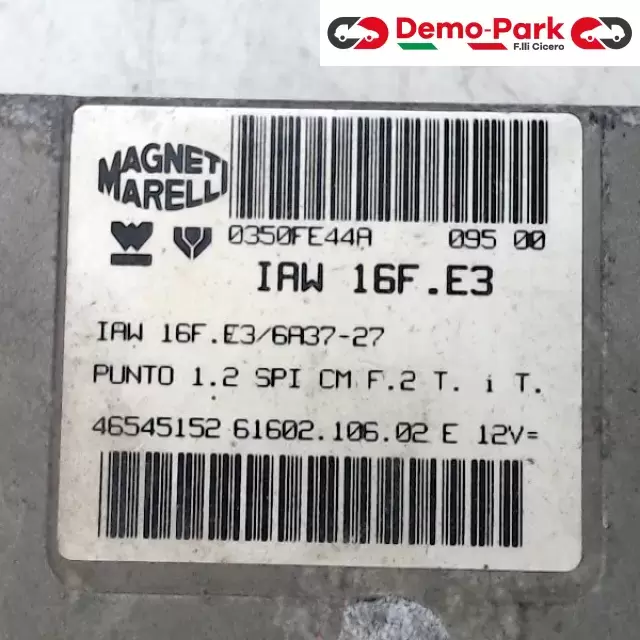 Demo-Park
F.lli Cicero
MAGNETI
MARELLI
0350FE44A 095 00
IAW 16F.E3
IAW 16F.E3/6A37-27
PUNTO 1.2 SPI CM F.2 T. i T.
46545152 61602.106.02 E 12V=